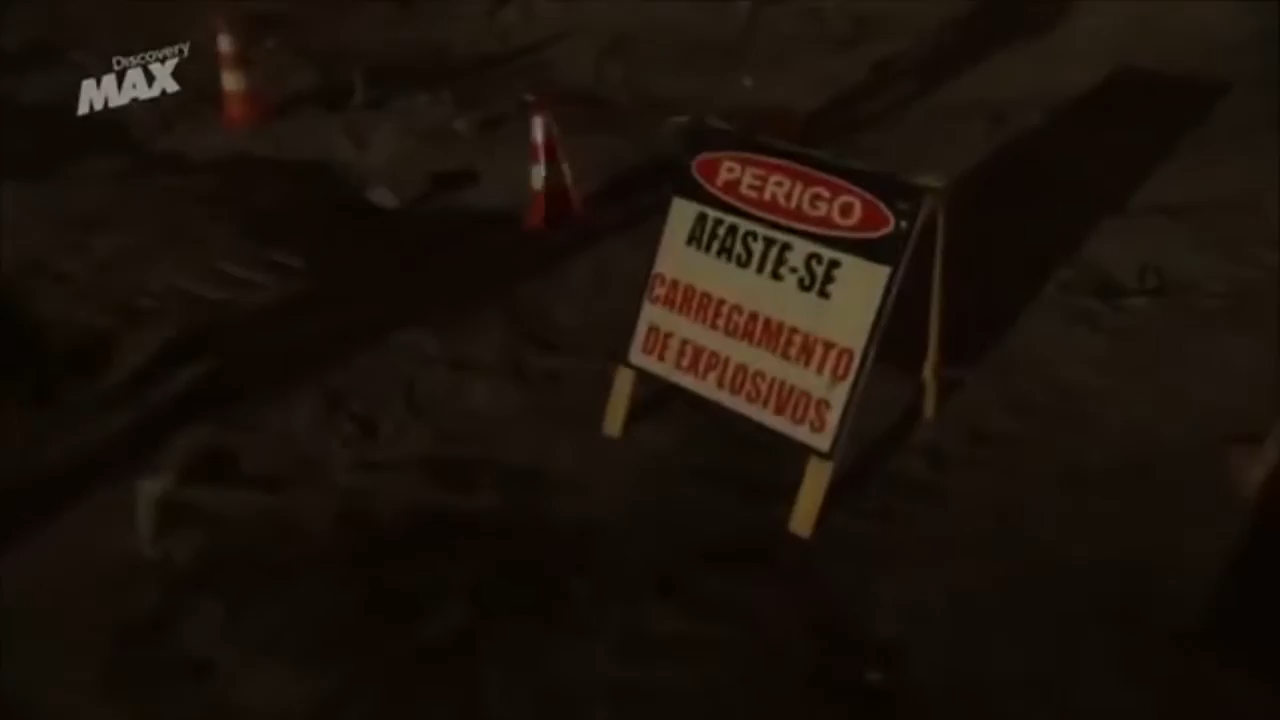 Discovery
MAX
PERIGO
AFASTE-SE
CARREGAMENTO
DE EXPLOSIVOS